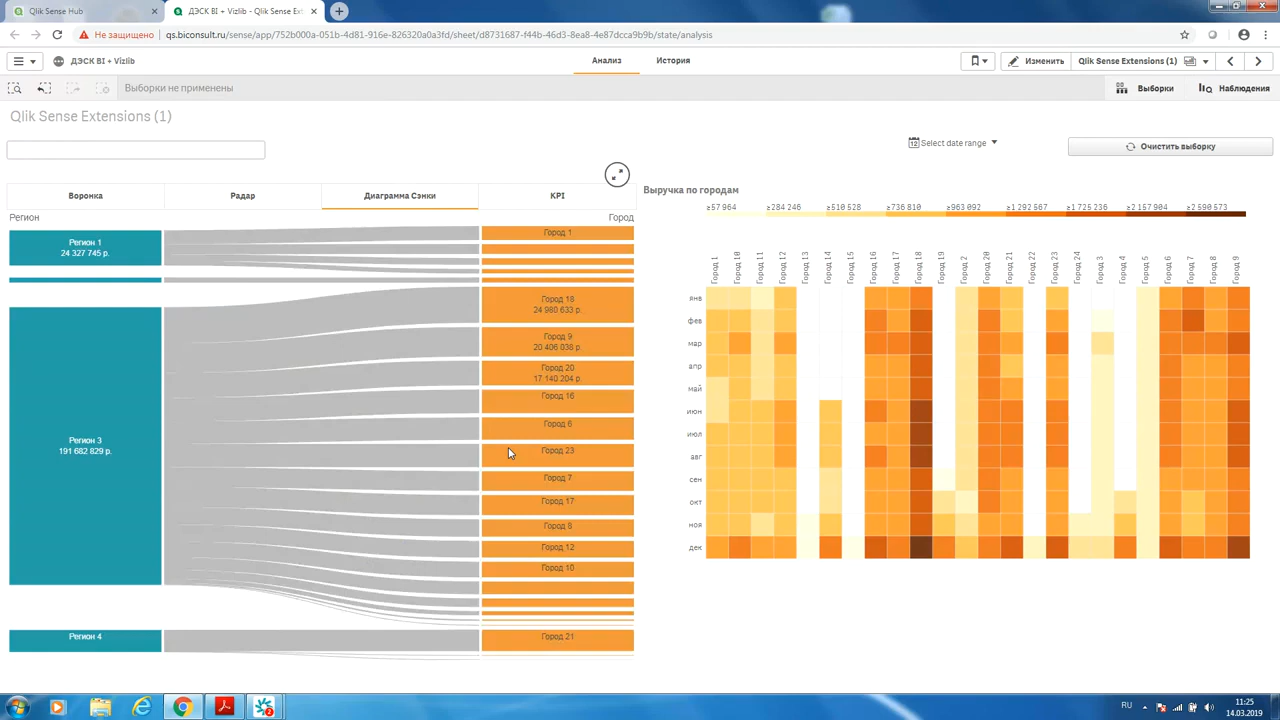 Qlik Sense Hub
ДЭСК BI + Vizlib - Qlik Sense Ext
Не защищено
qs.biconsult.ru/sense/app/752b000a-051b-4d81-916e-826320a0a3fd/sheet/d8731687-f44b-46d3-8ea8-4e87dcca9b9b/state/analysis
ДЭСК BI + Vizlib
Анализ
История
Изменить
Qlik Sense Extensions (1)
Выборки не применены
Выборки
Наблюдения
Qlik Sense Extensions (1)
12 Select date range
Очистить выборку
Воронка
Радар
Диаграмма Сэнки
KPI
Регион
Город
Регион 1
24 327 745 р.
Регион 3
191 682 829 р.
Регион 4
Город 1
Город 18
24 980 633 р.
Город 9
20 406 038 р.
Город 20
17 140 204 р.
Город 16
Город 6
Город 23
Город 7
Город 17
Город 8
Город 12
Город 10
Город 21
Выручка по городам
≥57 964 ≥284 246 ≥510 528 ≥736 810 ≥963 092 ≥1 292 567 ≥1 725 236 ≥2 157 904 ≥2 590 573
Город 1
Город 10
Город 11
Город 12
Город 13
Город 14
Город 15
Город 16
Город 17
Город 18
Город 19
Город 2
Город 20
Город 21
Город 22
Город 23
Город 24
Город 3
Город 4
Город 5
Город 6
Город 7
Город 8
Город 9
янв
фев
мар
апр
май
июн
июл
авг
сен
окт
ноя
дек
RU
11:25
14.03.2019